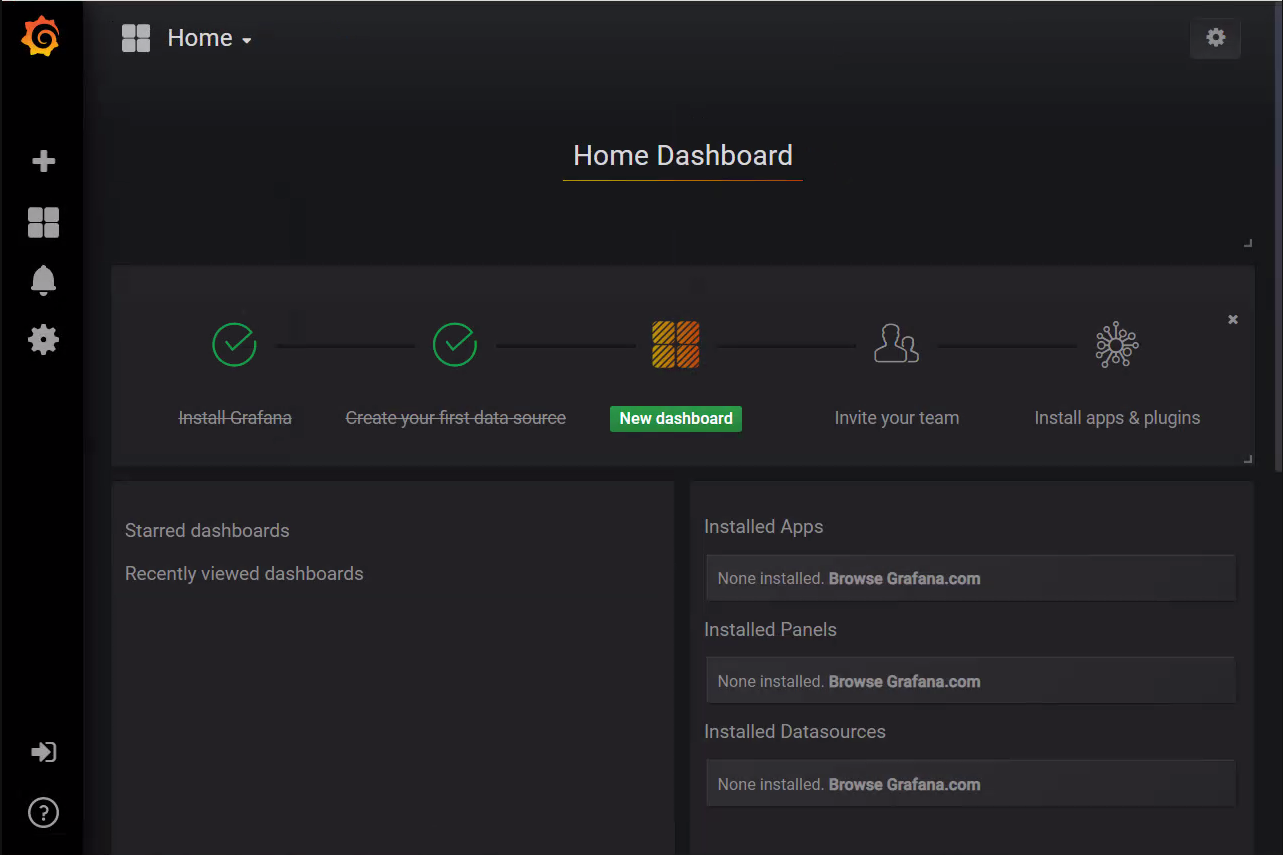 Home
Home Dashboard
Install Grafana
Create your first data source
New dashboard
Invite your team
Install apps & plugins
Starred dashboards
Recently viewed dashboards
Installed Apps
None installed. Browse Grafana.com
Installed Panels
None installed. Browse Grafana.com
Installed Datasources
None installed. Browse Grafana.com